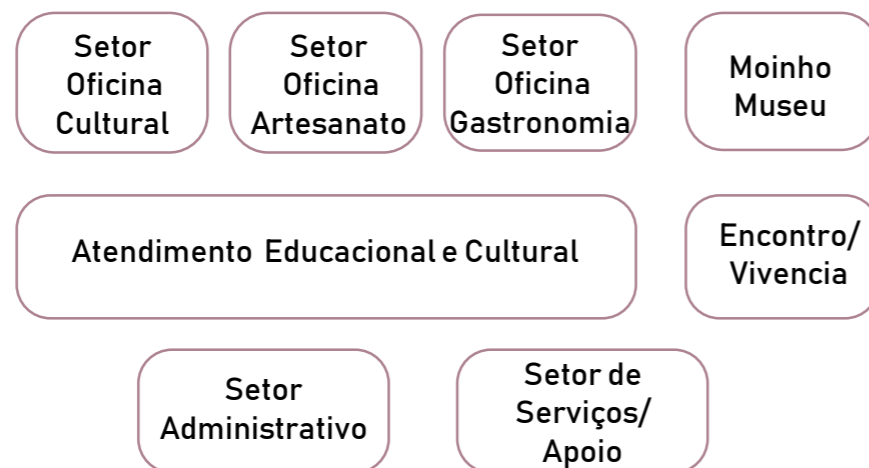 Setor
Oficina
Cultural
Setor
Oficina
Artesanato
Setor
Oficina
Gastronomia
Moinho
Museu
Atendimento Educacional e Cultural
Encontro/
Vivencia
Setor
Administrativo
Setor de
Serviços/
Apoio